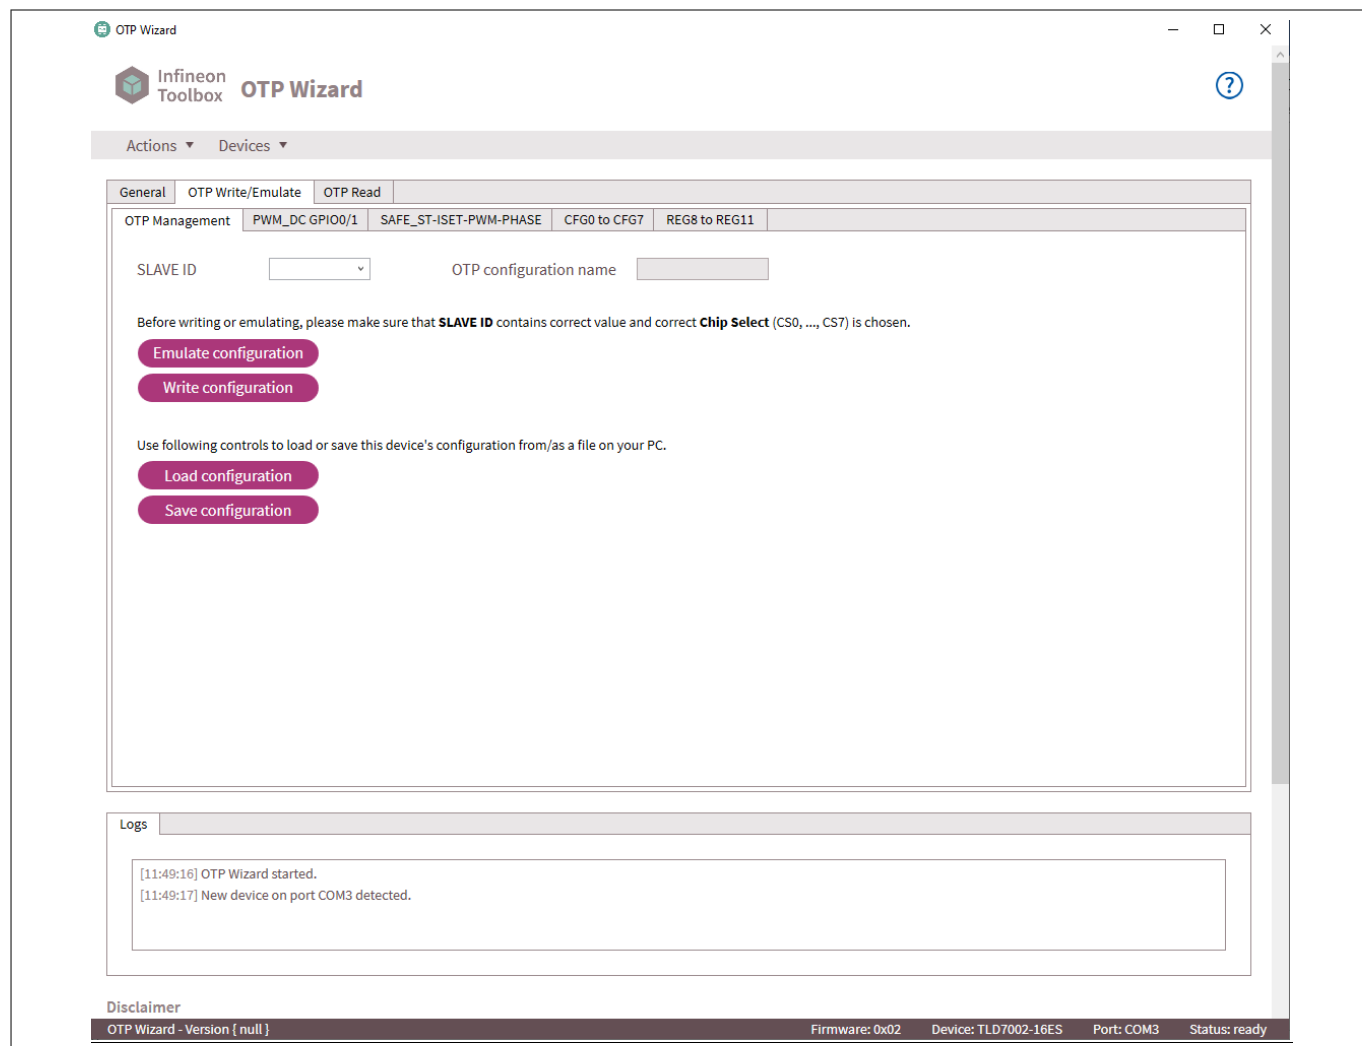 OTP Wizard
Infineon
Toolbox
OTP Wizard
?
Actions Devices
General OTP Write/Emulate OTP Read
OTP Management PWM_DC GPIO0/1 SAFE_ST-ISET-PWM-PHASE CFG0 to CFG7 REG8 to REG11
SLAVE ID OTP configuration name
Before writing or emulating, please make sure that SLAVE ID contains correct value and correct Chip Select (CS0, ..., CS7) is chosen.
Emulate configuration
Write configuration
Use following controls to load or save this device's configuration from/as a file on your PC.
Load configuration
Save configuration
Logs
[11:49:16] OTP Wizard started.
[11:49:17] New device on port COM3 detected.
Disclaimer
OTP Wizard - Version { null } Firmware: 0x02 Device: TLD7002-16ES Port: COM3 Status: ready